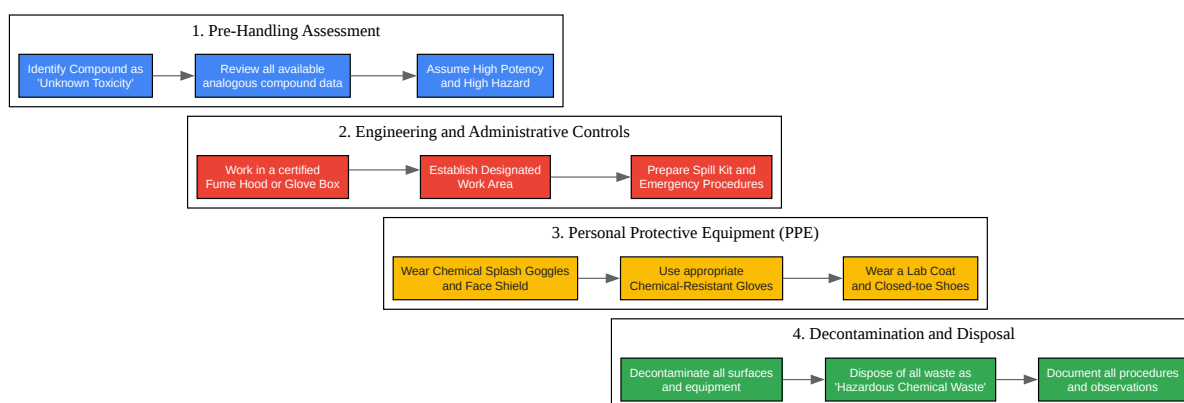 1. Pre-Handling Assessment
Identify Compound as
'Unknown Toxicity'
Review all available
analogous compound data
Assume High Potency
and High Hazard
2. Engineering and Administrative Controls
Work in a certified
Fume Hood or Glove Box
Establish Designated
Work Area
Prepare Spill Kit and
Emergency Procedures
3. Personal Protective Equipment (PPE)
Wear Chemical Splash Goggles
and Face Shield
Use appropriate
Chemical-Resistant Gloves
Wear a Lab Coat
and Closed-toe Shoes
4. Decontamination and Disposal
Decontaminate all surfaces
and equipment
Dispose of all waste as
'Hazardous Chemical Waste'
Document all procedures
and observations